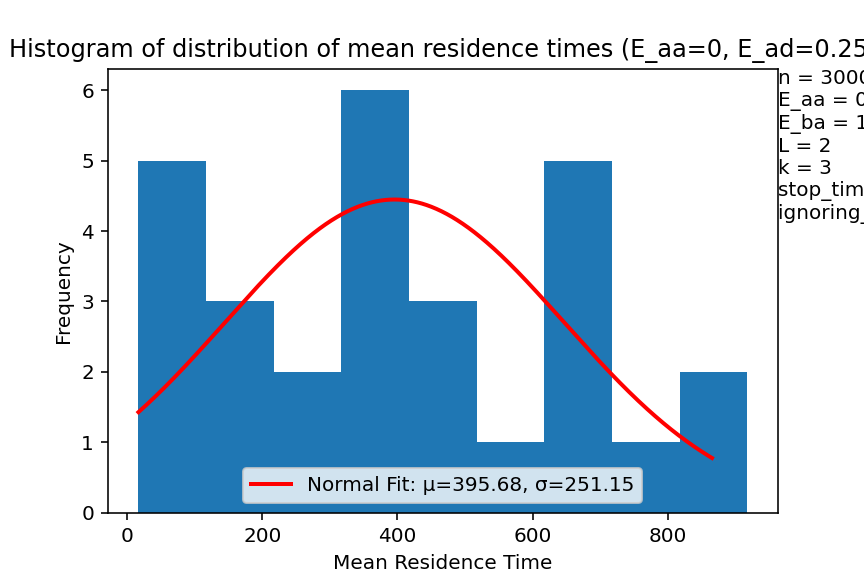 Histogram of distribution of mean residence times (E_aa=0, E_ad=0.25
n = 3000
E_aa = 0
E_ba = 1
L = 2
k = 3
stop_tim
ignoring_
6
5
4
3
2
1
0
Frequency
Normal Fit: μ=395.68, σ=251.15
0 200 400 600 800
Mean Residence Time